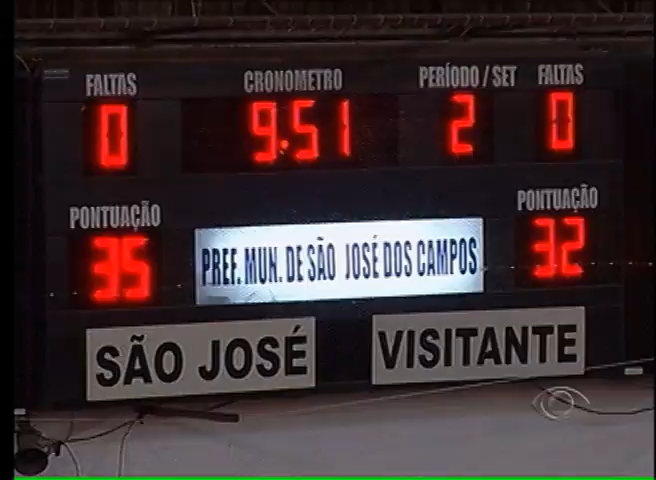 FALTAS CRONOMETRO PERÍODO / SET FALTAS
0 9.51 2 0
PONTUAÇÃO PONTUAÇÃO
35 PREF. MUN. DE SÃO JOSÉ DOS CAMPOS 32
SÃO JOSÉ VISITANTE